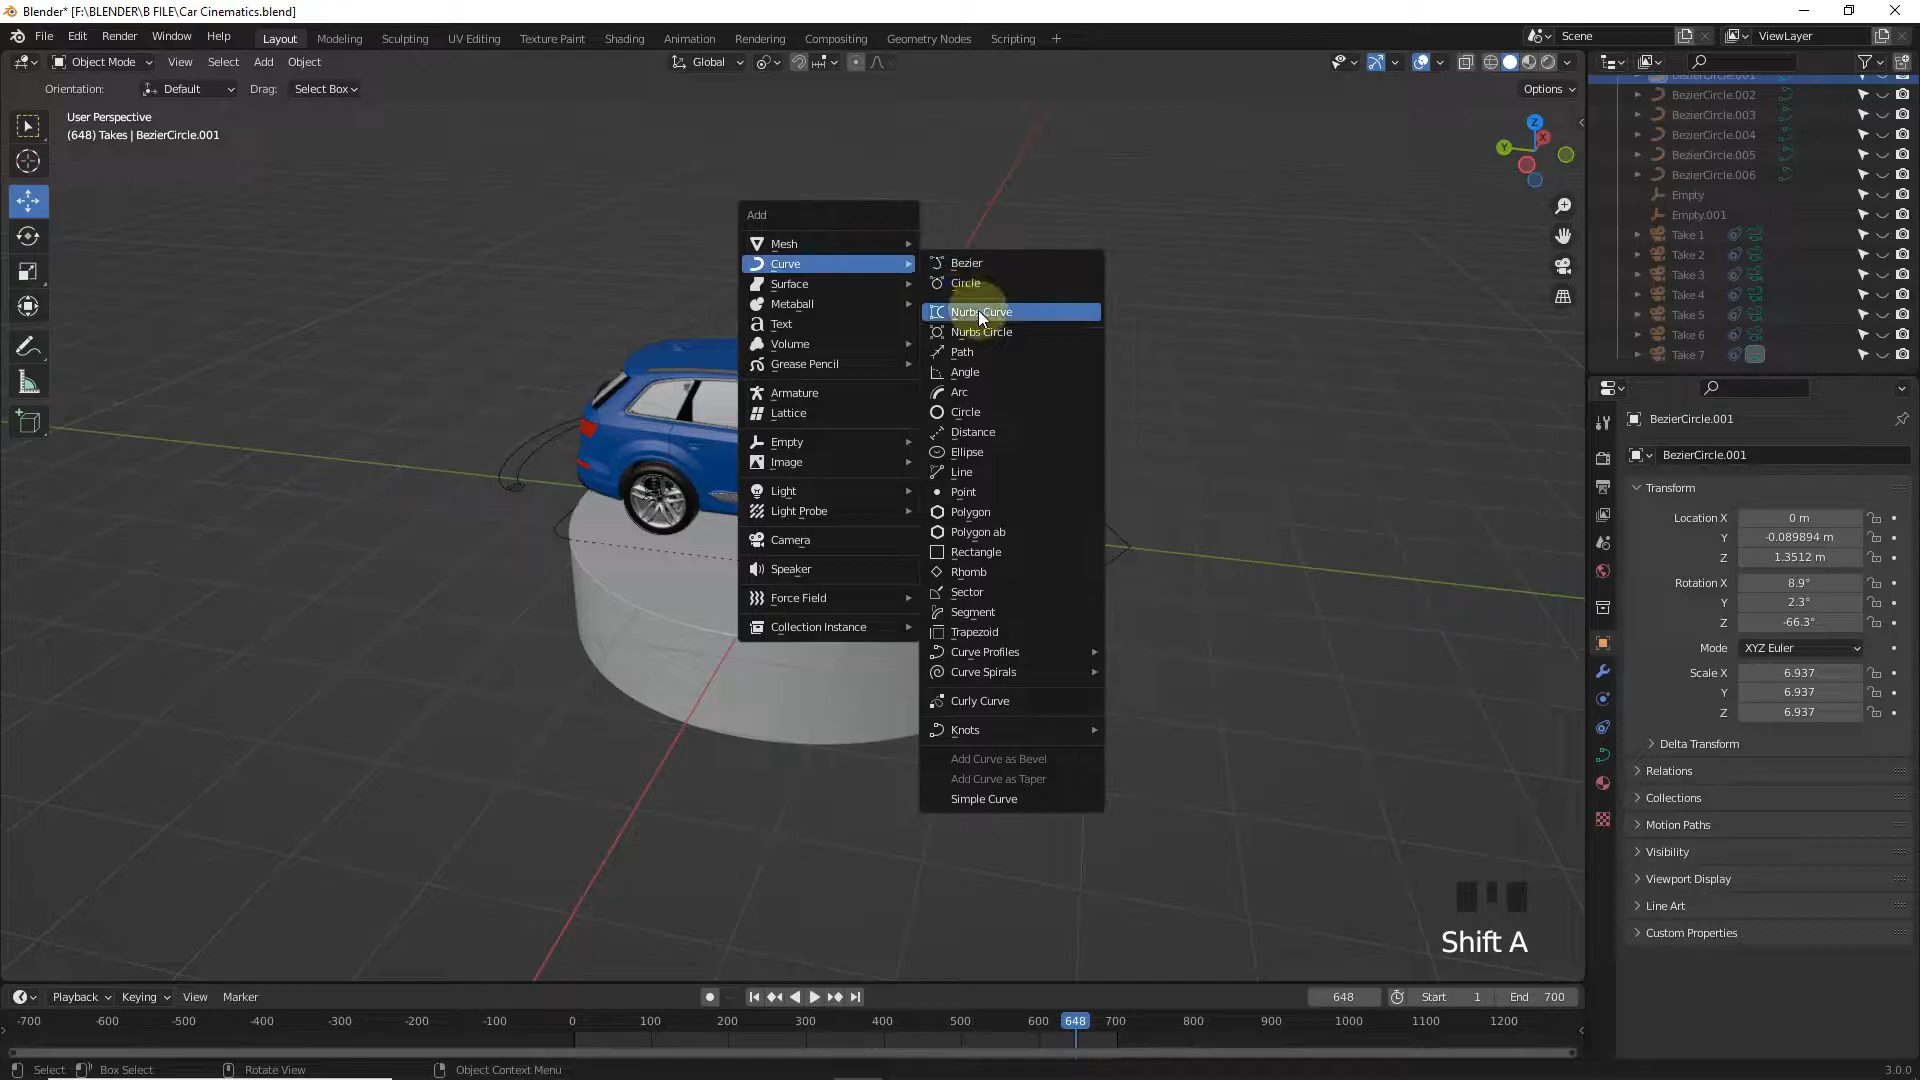 Blender* [F:\BLENDER\B FILE\Car Cinematics.blend]
File Edit Render Window Help Layout Modeling Sculpting UV Editing Texture Paint Shading Animation Rendering Compositing Geometry Nodes Scripting Scene ViewLayer
Object Mode View Select Add Object Global
Orientation: Default Drag: Select Box Options
User Perspective
(648) Takes | BezierCircle.001
Z
X
Y
Add
Mesh
Curve
Surface
Metaball
Text
Volume
Grease Pencil
Armature
Lattice
Empty
Image
Light
Light Probe
Camera
Speaker
Force Field
Collection Instance
Bezier
Circle
Nurbs Curve
Nurbs Circle
Path
Angle
Arc
Circle
Distance
Ellipse
Line
Point
Polygon
Polygon ab
Rectangle
Rhomb
Sector
Segment
Trapezoid
Curve Profiles
Curve Spirals
Curly Curve
Knots
Add Curve as Bevel
Add Curve as Taper
Simple Curve
Shift A
BezierCircle.001
BezierCircle.002
BezierCircle.003
BezierCircle.004
BezierCircle.005
BezierCircle.006
Empty
Empty.001
Take 1
Take 2
Take 3
Take 4
Take 5
Take 6
Take 7
BezierCircle.001
BezierCircle.001
Transform
Location X 0 m
Y -0.089894 m
Z 1.3512 m
Rotation X 8.9°
Y 2.3°
Z -66.3°
Mode XYZ Euler
Scale X 6.937
Y 6.937
Z 6.937
Delta Transform
Relations
Collections
Motion Paths
Visibility
Viewport Display
Line Art
Custom Properties
Playback Keying View Marker 648 Start 1 End 700
-700 -600 -500 -400 -300 -200 -100 0 100 200 300 400 500 600 648 700 800 900 1000 1100 1200
Select Box Select Rotate View Object Context Menu 3.0.0